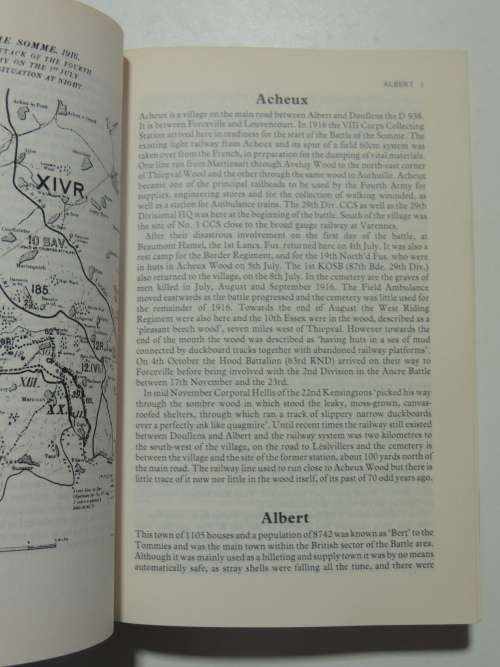 E SOMME, 1916.
ATTACK OF THE FOURTH
Y ON THE 1ST JULY
SITUATION AT NIGHT
XIVR
10 BAV.
185
XIII.
XX.
ALBERT 1
Acheux
Acheux is a village on the main road between Albert and Doullens the D 938.
It is between Forceville and Louvencourt. In 1916 the VIII Corps Collecting
Station arrived here in readiness for the start of the Battle of the Somme. The
existing light railway from Acheux and its spur of a field 60cm system was
taken over from the French, in preparation for the dumping of vital materials.
One line ran from Martinsart through Aveluy Wood to the north-east corner
of Thiepval Wood and the other through the same wood to Authuille. Acheux
became one of the principal railheads to be used by the Fourth Army for
supplies, engineering stores and for the collection of walking wounded, as
well as a station for Ambulance trains. The 29th Div. CCS as well as the 29th
Divisional HQ was here at the beginning of the battle. South of the village was
the site of No. 3 CCS close to the broad gauge railway at Varennes.
After their disastrous involvement on the first day of the battle, at
Beaumont Hamel, the 1st Lancs. Fus. returned here on 4th July. It was also a
rest camp for the Border Regiment, and for the 19th North'd Fus. who were
in huts in Acheux Wood on 5th July. The 1st KOSB (87th Bde. 29th Div.)
also returned to the village, on the 8th July. In the cemetery are the graves of
men killed in July, August and September 1916. The Field Ambulance
moved eastwards as the battle progressed and the cemetery was little used for
the remainder of 1916. Towards the end of August the West Riding
Regiment were also here and the 10th Essex were in the wood, described as a
'pleasant beech wood', seven miles west of Thiepval. However towards the
end of the month the wood was described as 'having huts in a sea of mud
connected by duckboard tracks together with abandoned railway platforms'.
On 4th October the Hood Battalion (63rd RND) arrived on their way to
Forceville before being involved with the 2nd Division in the Ancre Battle
between 17th November and the 23rd.
In mid November Corporal Hellis of the 22nd Kensingtons 'picked his way
through the sombre wood in which stood the leaky, moss-grown, canvas-
roofed shelters, through which ran a track of slippery narrow duckboards
over a perfectly ink like quagmire'. Until recent times the railway still existed
between Doullens and Albert and the railway system was two kilometres to
the south-west of the village, on the road to Léalvillers and the cemetery is
between the village and the site of the former station, about 100 yards north of
the main road. The railway line used to run close to Acheux Wood but there is
little trace of it now nor little in the wood itself, of its past of 70 odd years ago.
Albert
This town of 1105 houses and a population of 8742 was known as 'Bert' to the
Tommies and was the main town within the British sector of the Battle area.
Although it was mainly used as a billeting and supply town it was by no means
automatically safe, as stray shells were falling all the time, and there were